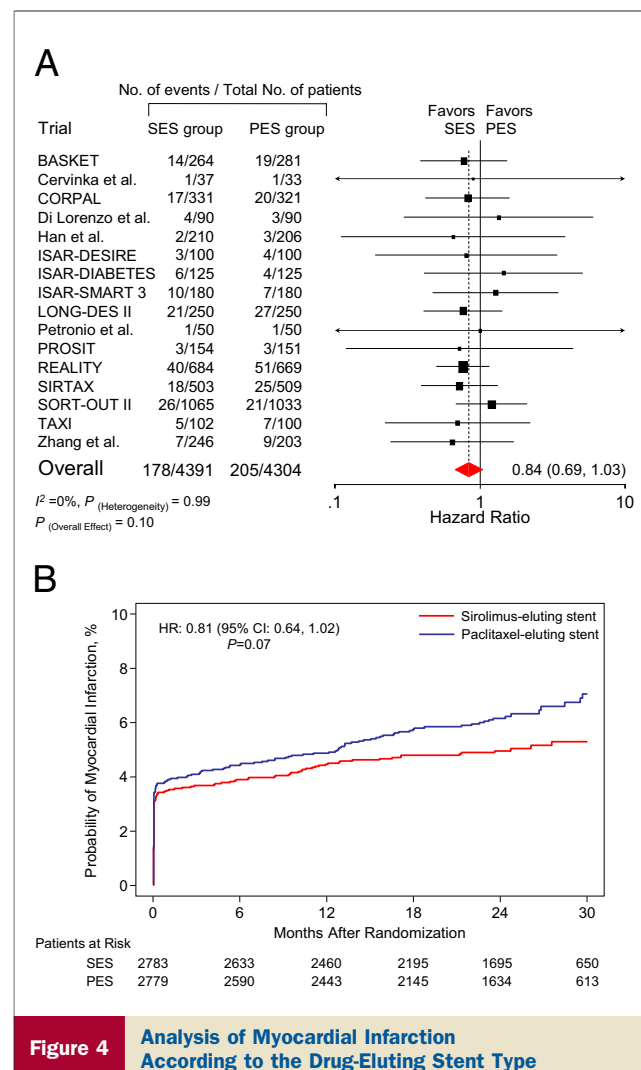 A
No. of events / Total No. of patients
Favors Favors
Trial SES group PES group SES PES
BASKET 14/264 19/281
Cervinka et al. 1/37 1/33
CORPAL 17/331 20/321
Di Lorenzo et al. 4/90 3/90
Han et al. 2/210 3/206
ISAR-DESIRE 3/100 4/100
ISAR-DIABETES 6/125 4/125
ISAR-SMART 3 10/180 7/180
LONG-DES II 21/250 27/250
Petronio et al. 1/50 1/50
PROSIT 3/154 3/151
REALITY 40/684 51/669
SIRTAX 18/503 25/509
SORT-OUT II 26/1065 21/1033
TAXI 5/102 7/100
Zhang et al. 7/246 9/203
Overall 178/4391 205/4304 0.84 (0.69, 1.03)
I² =0%, P (Heterogeneity) = 0.99
P (Overall Effect) = 0.10
.1 1 10
Hazard Ratio
B
HR: 0.81 (95% CI: 0.64, 1.02)
P=0.07
Sirolimus-eluting stent
Paclitaxel-eluting stent
Probability of Myocardial Infarction, %
10
8
6
4
2
0
0 6 12 18 24 30
Months After Randomization
Patients at Risk
SES 2783 2633 2460 2195 1695 650
PES 2779 2590 2443 2145 1634 613
Figure 4 Analysis of Myocardial Infarction
According to the Drug-Eluting Stent Type